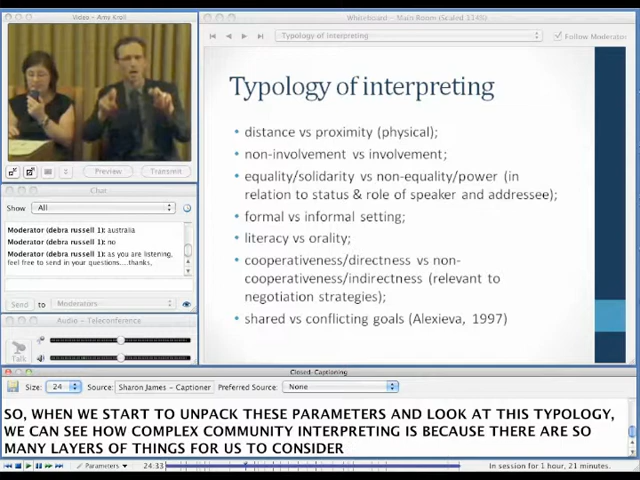 Video - Amy Kroll
Whiteboard - Main Room (Scaled 114%)
Typology of Interpreting
Follow Moderator
Typology of interpreting
• distance vs proximity (physical);
• non-involvement vs involvement;
• equality/solidarity vs non-equality/power (in
relation to status & role of speaker and addressee);
• formal vs informal setting;
• literacy vs orality;
• cooperativeness/directness vs non-
cooperativeness/indirectness (relevant to
negotiation strategies);
• shared vs conflicting goals (Alexieva, 1997)
Preview
Transmit
Chat
Show
All
Moderator (debra russell 1): australia
Moderator (debra russell 1): no
Moderator (debra russell 1): as you are listening,
feel free to send in your questions....thanks,
Send
to
Moderators
Audio - Teleconference
Talk
Closed-Captioning
Size: 24
Source: Sharon James - Captioner
Preferred Source: None
SO, WHEN WE START TO UNPACK THESE PARAMETERS AND LOOK AT THIS TYPOLOGY,
WE CAN SEE HOW COMPLEX COMMUNITY INTERPRETING IS BECAUSE THERE ARE SO
MANY LAYERS OF THINGS FOR US TO CONSIDER
Parameters
24:33
In session for 1 hour, 21 minutes.